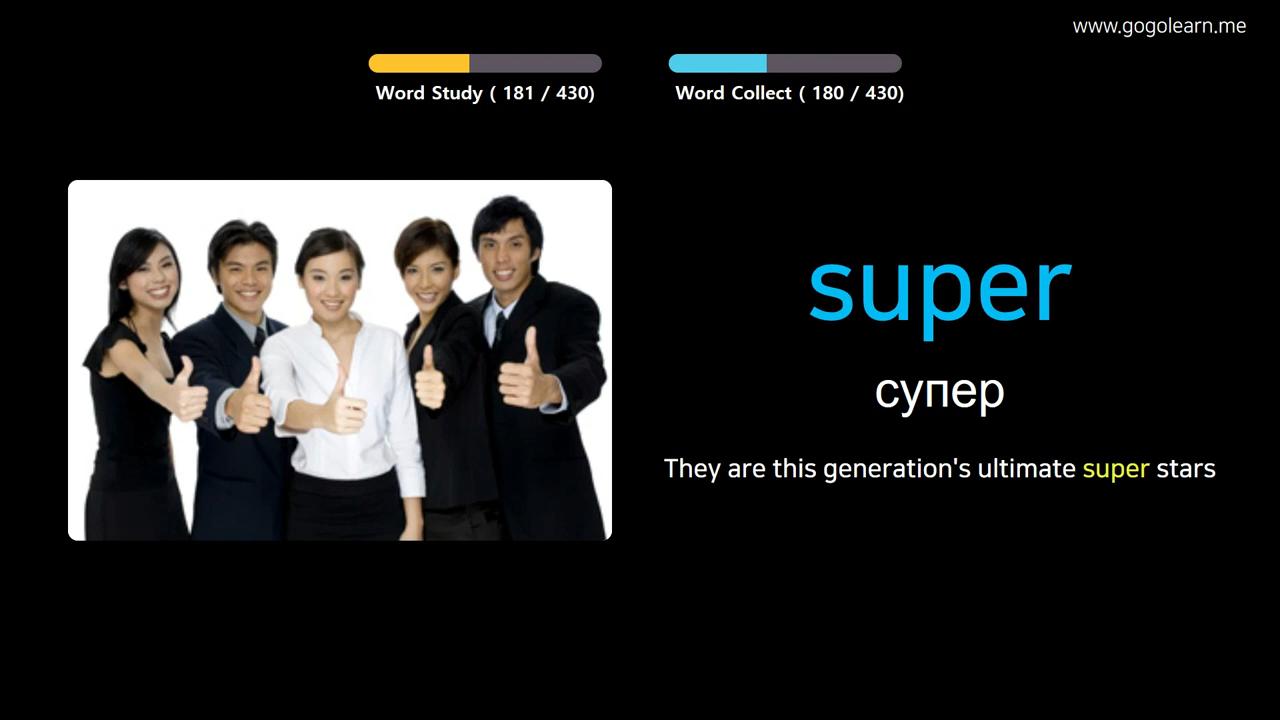 www.gogolearn.me
Word Study ( 181 / 430)
Word Collect ( 180 / 430)
super
супер
They are this generation's ultimate super stars